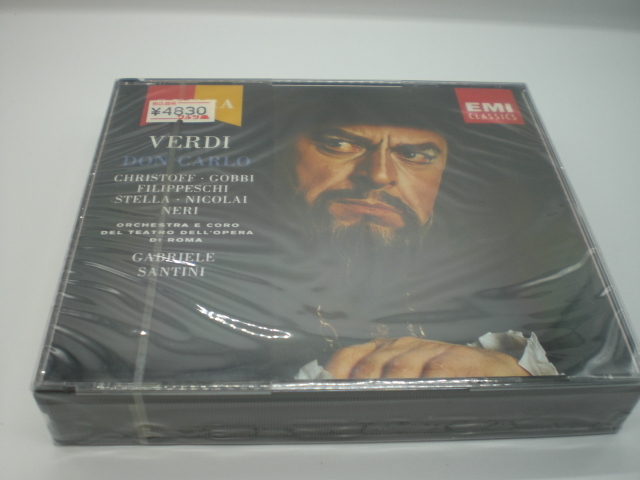 ¥4830
A
EMI
CLASSICS
VERDI
DON CARLO
CHRISTOFF · GOBBI
FILIPPESCHI
STELLA · NICOLAI
NERI
ORCHESTRA E CORO
DEL TEATRO DELL'OPERA
DI ROMA
GABRIELE
SANTINI